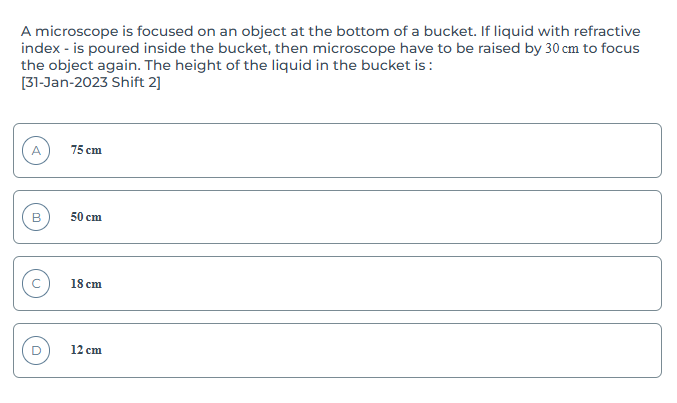 A microscope is focused on an object at the bottom of a bucket. If liquid with refractive
index - is poured inside the bucket, then microscope have to be raised by 30 cm to focus
the object again. The height of the liquid in the bucket is :
[31-Jan-2023 Shift 2]
A 75 cm
B 50 cm
C 18 cm
D 12 cm